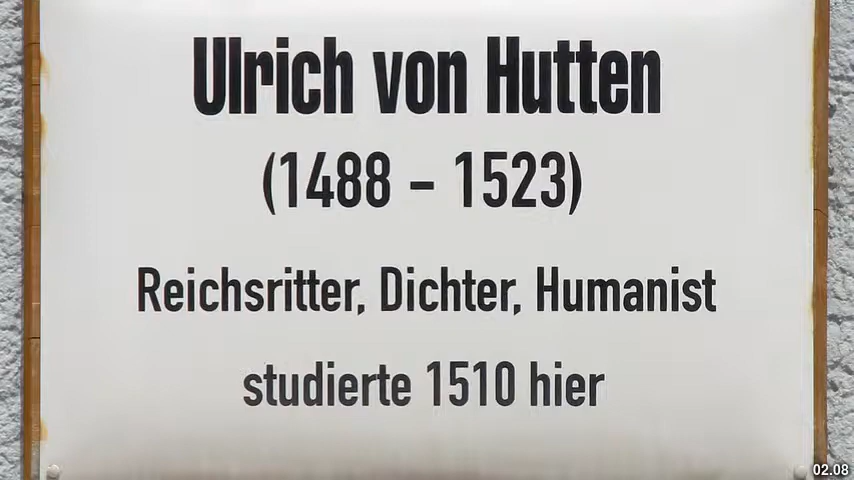 Ulrich von Hutten
(1488 – 1523)
Reichsritter, Dichter, Humanist
studierte 1510 hier
02.08